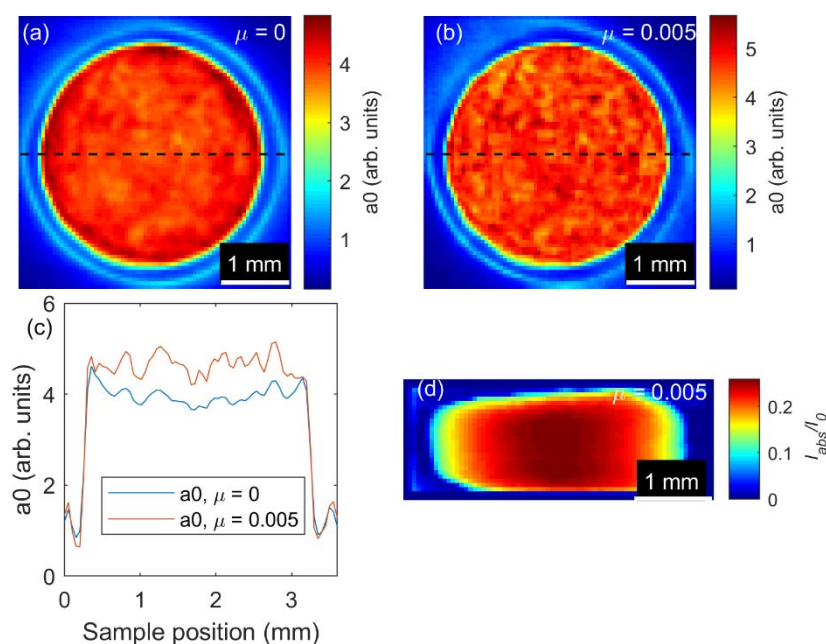 (a)
μ = 0
4
3
2
1
a0 (arb. units)
1 mm
(b)
μ = 0.005
5
4
3
2
1
a0 (arb. units)
1 mm
(c)
6
4
2
0
a0 (arb. units)
a0, μ = 0
a0, μ = 0.005
0 1 2 3
Sample position (mm)
(d)
μ = 0.005
1 mm
0.2
0.1
0
I_abs/I_0